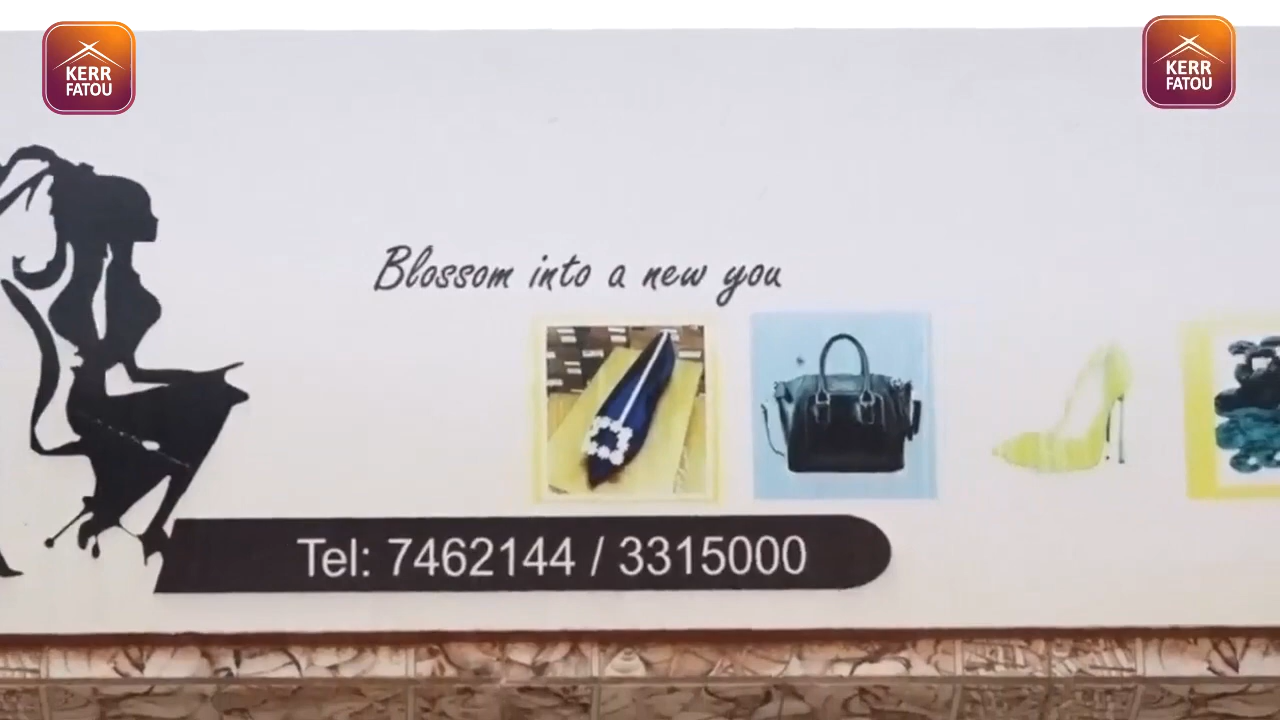 KERR
FATOU
KERR
FATOU
Blossom into a new you
Tel: 7462144 / 3315000